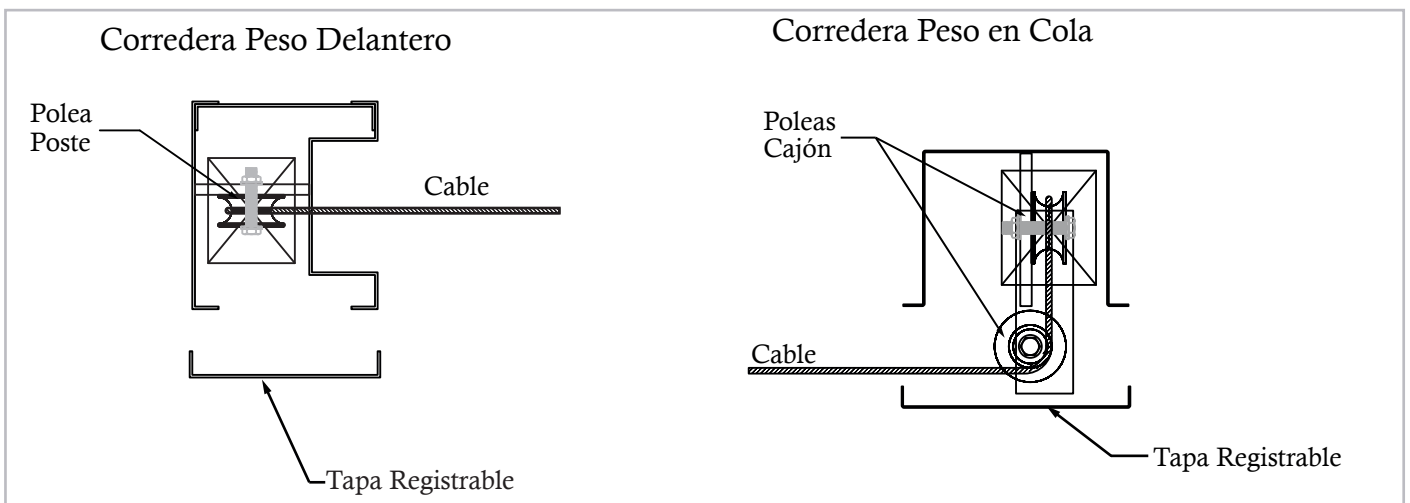 Corredera Peso Delantero
Polea
Poste
Cable
Tapa Registrable
Corredera Peso en Cola
Poleas
Cajón
Cable
Tapa Registrable